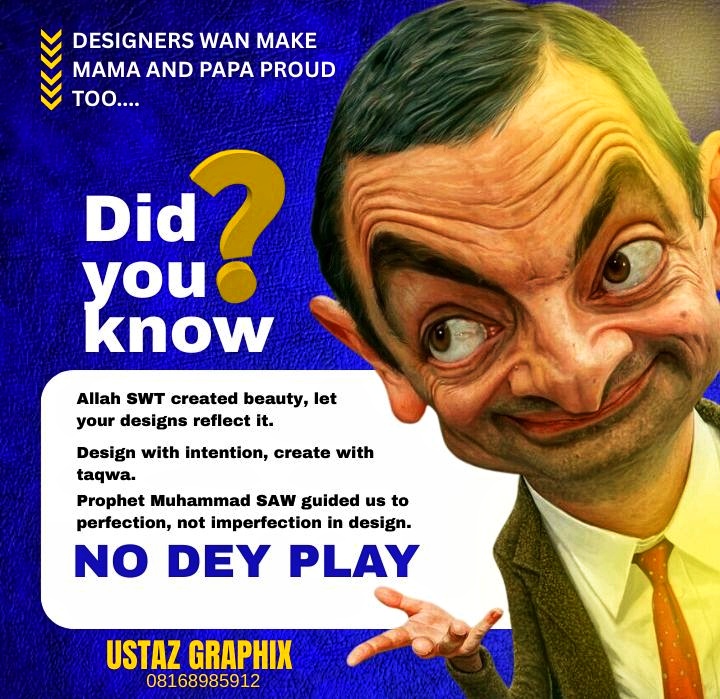 DESIGNERS WAN MAKE
MAMA AND PAPA PROUD
TOO....
Did
you?
know
Allah SWT created beauty, let
your designs reflect it.
Design with intention, create with
taqwa.
Prophet Muhammad SAW guided us to
perfection, not imperfection in design.
NO DEY PLAY
USTAZ GRAPHIX
08168985912